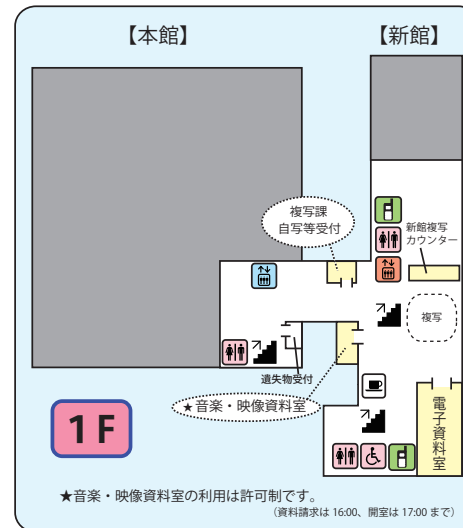 【本館】
【新館】
複写課
自写等受付
新館複写
カウンター
複写
遺失物受付
★音楽・映像資料室
電子資料室
1F
★音楽・映像資料室の利用は許可制です。
(資料請求は 16:00、開室は 17:00 まで)